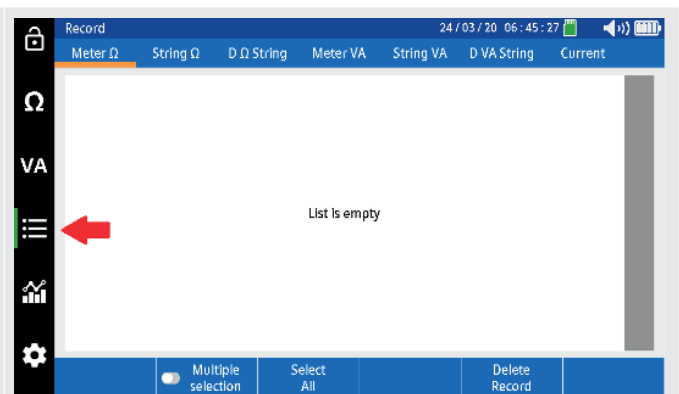 Record 24/03/20 06:45:27
Meter Ω String Ω D Ω String Meter VA String VA D VA String Current
Ω
VA
List is empty
Multiple selection Select All Delete Record